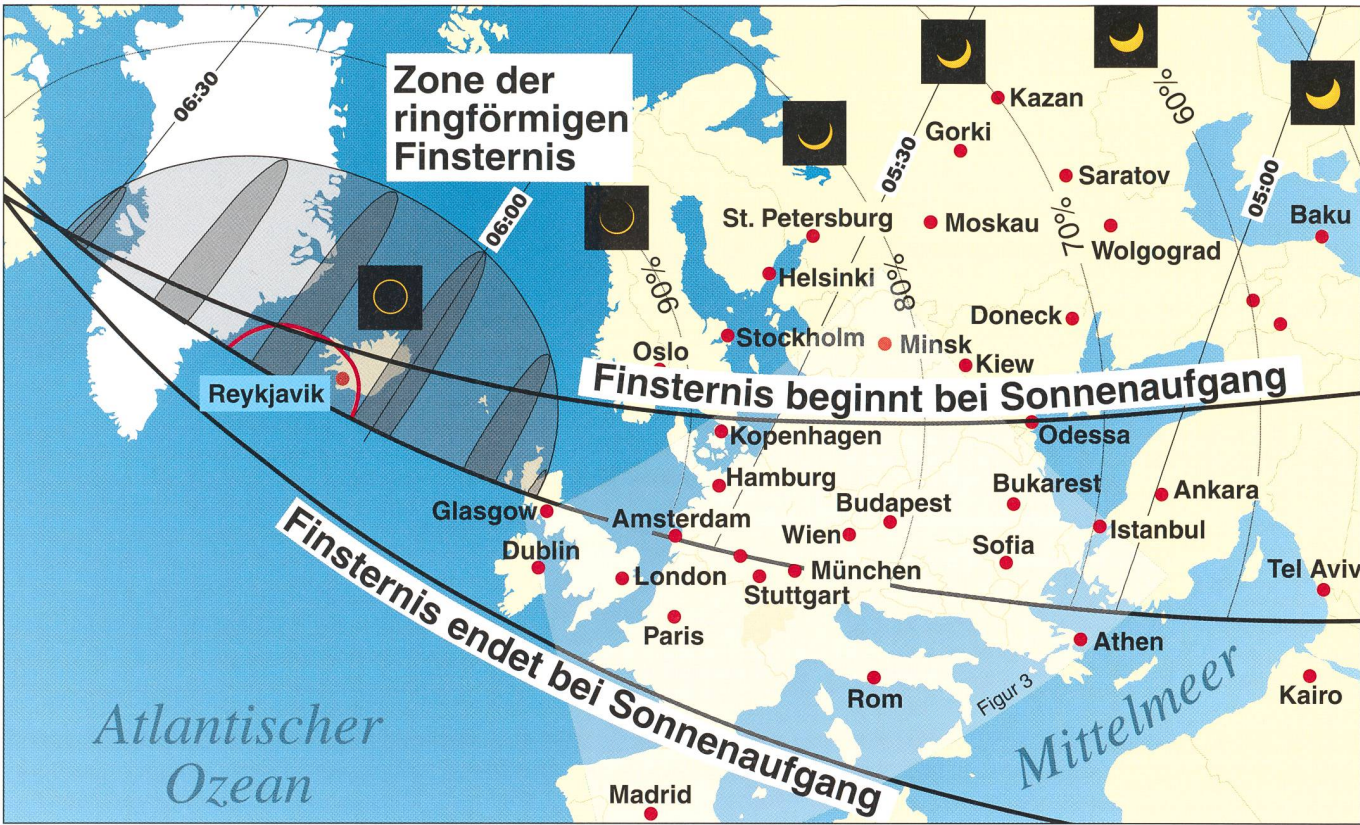 06:30
Zone der
ringförmigen
Finsternis
06:00
90%
05:30
80%
70%
60%
05:00
Kazan
Gorki
Saratov
St. Petersburg
Moskau
Wolgograd
Baku
Helsinki
Doneck
Stockholm
Minsk
Oslo
Kiew
Reykjavik
Finsternis beginnt bei Sonnenaufgang
Kopenhagen
Odessa
Hamburg
Bukarest
Ankara
Budapest
Glasgow
Amsterdam
Wien
Istanbul
Dublin
Sofia
London
München
Tel Aviv
Stuttgart
Paris
Athen
Finsternis endet bei Sonnenaufgang
Rom
Figur 3
Kairo
Mittelmeer
Atlantischer
Ozean
Madrid